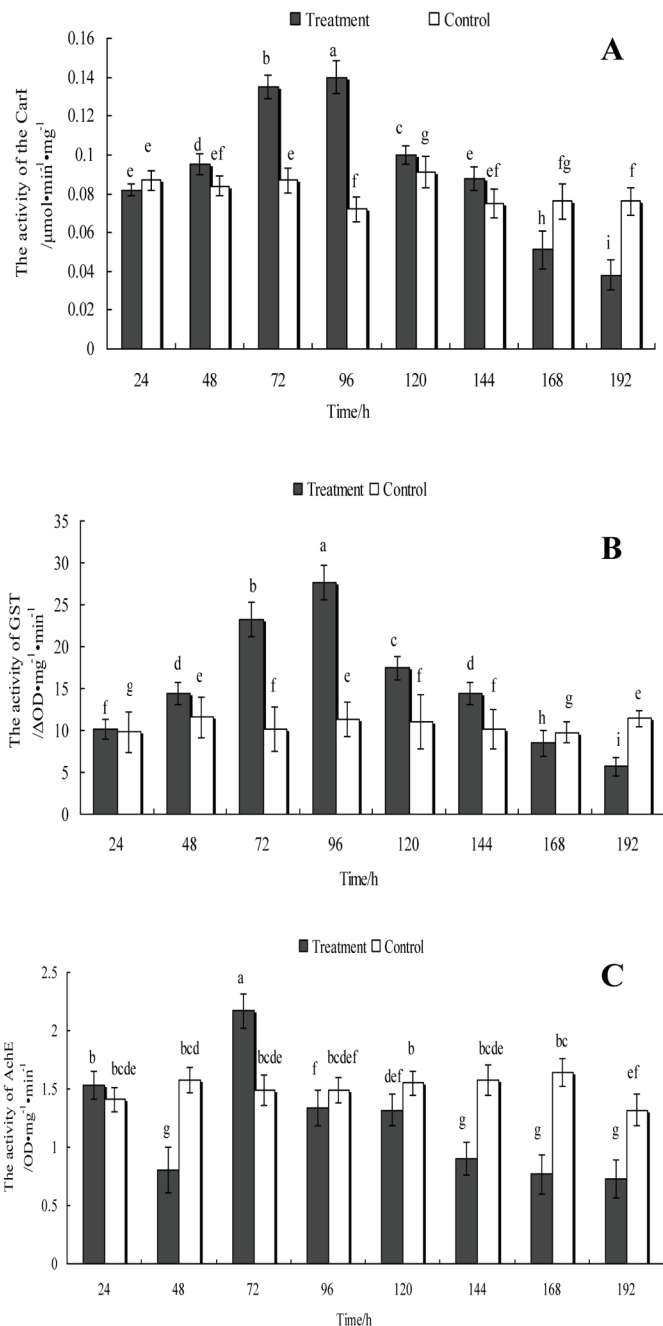 Treatment Control
A
The activity of the CarI
/μmol•min⁻¹•mg⁻¹
0.16
0.14
0.12
0.1
0.08
0.06
0.04
0.02
0
e e d ef b e a f c g e ef h fg i f
24 48 72 96 120 144 168 192
Time/h
Treatment Control
B
The activity of GST
/ΔOD•mg⁻¹•min⁻¹
35
30
25
20
15
10
5
0
f g d e b f a e c f d f h g i e
24 48 72 96 120 144 168 192
Time/h
Treatment Control
C
The activity of AchE
/OD•mg⁻¹•min⁻¹
2.5
2
1.5
1
0.5
0
b bcde g bcd a bcde f bcdef def b g bcde g bc g ef
24 48 72 96 120 144 168 192
Time/h